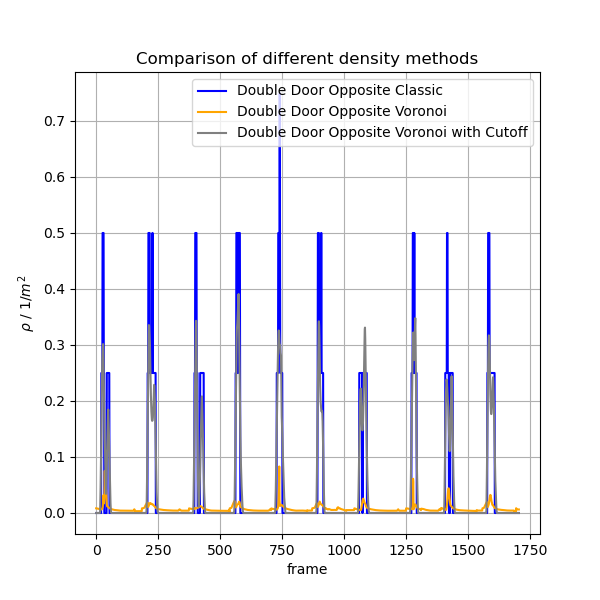 Comparison of different density methods
Double Door Opposite Classic
Double Door Opposite Voronoi
Double Door Opposite Voronoi with Cutoff
0.7
0.6
0.5
0.4
0.3
0.2
0.1
0.0
ρ / 1/m²
0 250 500 750 1000 1250 1500 1750
frame